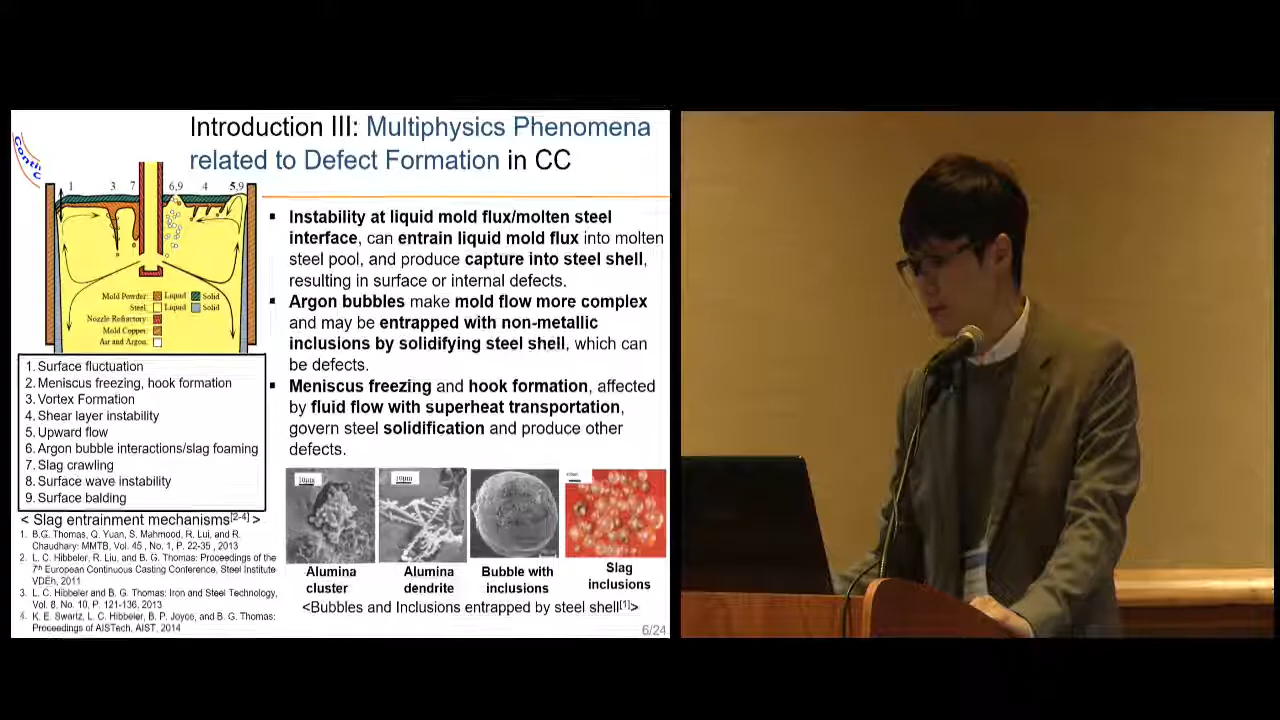 Introduction III: Multiphysics Phenomena
related to Defect Formation in CC
1 3 7 6,9 4 5,9
Mold Powder: Liquid Solid
Steel: Liquid Solid
Nozzle Refractory:
Mold Copper:
Air and Argon:
1. Surface fluctuation
2. Meniscus freezing, hook formation
3. Vortex Formation
4. Shear layer instability
5. Upward flow
6. Argon bubble interactions/slag foaming
7. Slag crawling
8. Surface wave instability
9. Surface balding
< Slag entrainment mechanisms[2-4] >
1. B.G. Thomas, Q. Yuan, S. Mahmood, R. Lui, and R.
Chaudhary: MMTB, Vol. 45 , No. 1, P. 22-35 , 2013
2. L. C. Hibbeler, R. Liu, and B. G. Thomas: Proceedings of the
7th European Continuous Casting Conference, Steel Institute
VDEh, 2011
3. L. C. Hibbeler and B. G. Thomas: Iron and Steel Technology,
Vol. 8, No. 10, P. 121-136, 2013
4. K. E. Swartz, L. C. Hibbeler, B. P. Joyce, and B. G. Thomas:
Proceedings of AISTech, AIST, 2014
▪ Instability at liquid mold flux/molten steel
interface, can entrain liquid mold flux into molten
steel pool, and produce capture into steel shell,
resulting in surface or internal defects.
▪ Argon bubbles make mold flow more complex
and may be entrapped with non-metallic
inclusions by solidifying steel shell, which can
be defects.
▪ Meniscus freezing and hook formation, affected
by fluid flow with superheat transportation,
govern steel solidification and produce other
defects.
10μm 10μm
Alumina
cluster
Alumina
dendrite
Bubble with
inclusions
Slag
inclusions
<Bubbles and Inclusions entrapped by steel shell[1]>
6/24